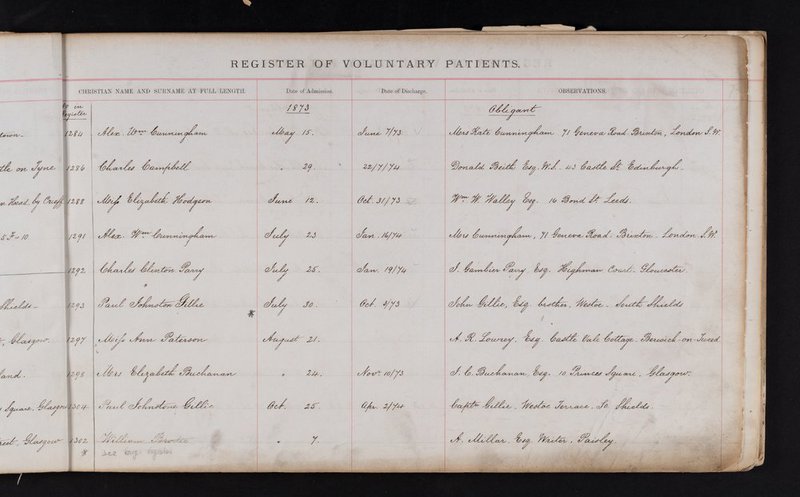 REGISTER OF VOLUNTARY PATIENTS.
CHRISTIAN NAME AND SURNAME AT FULL LENGTH. Date of Admission. Date of Discharge. OBSERVATIONS.
No in Register 1873 Obligant
town. 1284 Alex. Wm Cunningham May 15. June 7/73 Mrs Kate Cunningham 71 Geneva Road Brixton, London S.W.
on Tyne 1286 Charles Campbell " 29 22/7/74 Donald Beith Esq. W.S. 43 Castle St Edinburgh.
Head by Crieff 1288 Miss Elizabeth Hodgson June 12. Oct. 31/73 Wm W. Walley Esq. 14 Bond St Leeds.
1291 Alex. Wm Cunningham July 23 Jan. 16/74 Mrs Cunningham, 71 Geneva Road. Brixton. London. S.W.
1292 Charles Clinton Parry July 25. Jan. 19/74 T. Gambier Parry Esq. Highnam Court. Gloucester
Shields. 1293 Paul Johnston Gillie July 30. Oct. 3/73 John Gillie, Esq. brother, Westoe. South Shields
*
Glasgow. 1297 Miss Ann Paterson August 21. A. R. Lowrey, Esq. Castle Vale Cottage. Berwick-on-Tweed
1298 Mrs Elizabeth Buchanan " 24. Novr 10/73 J. C. Buchanan, Esq. 10 Princes Square, Glasgow.
Square, Glasgow 1304 Paul Johnstone Gillie Oct. 25 Apr. 2/74 Captn Gillie, Westoe Terrace, So Shields
Glasgow 1302 William Brodie " 7. A. Millar, Esq. Writer, Paisley
* see